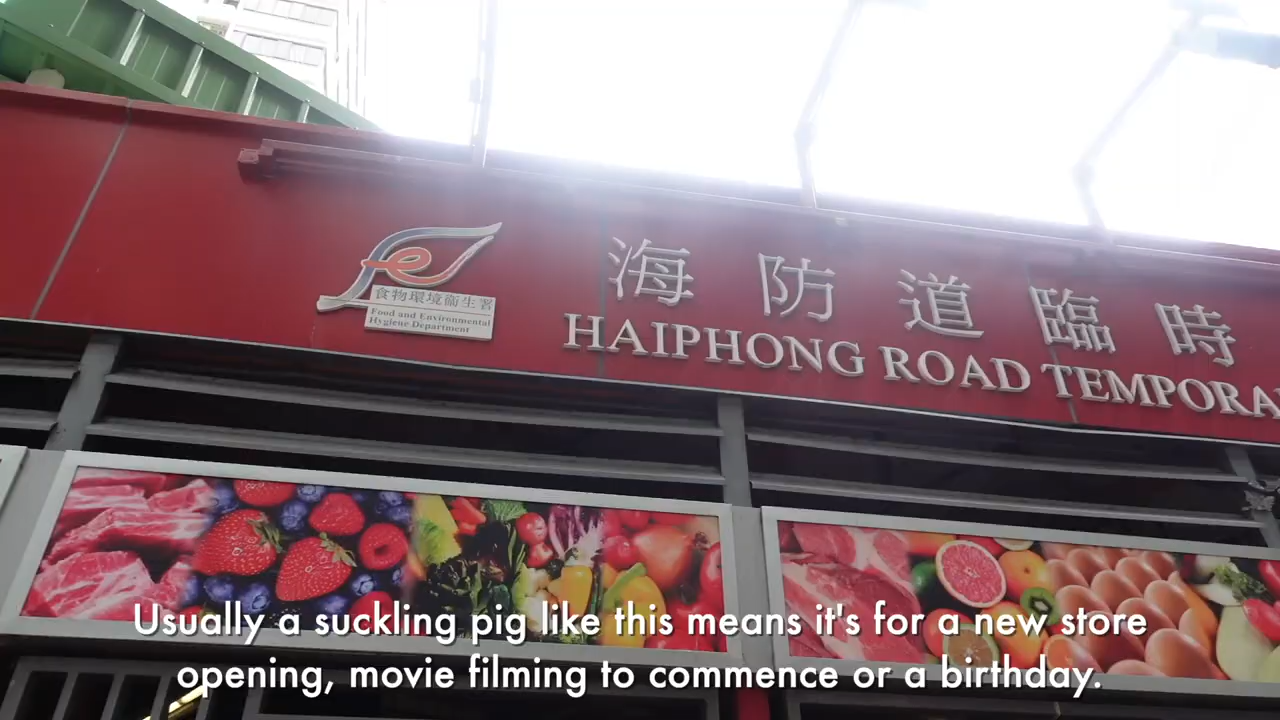 食物環境衞生署
Food and Environmental
Hygiene Department
海防道臨時
HAIPHONG ROAD TEMPORA
Usually a suckling pig like this means it's for a new store
opening, movie filming to commence or a birthday.